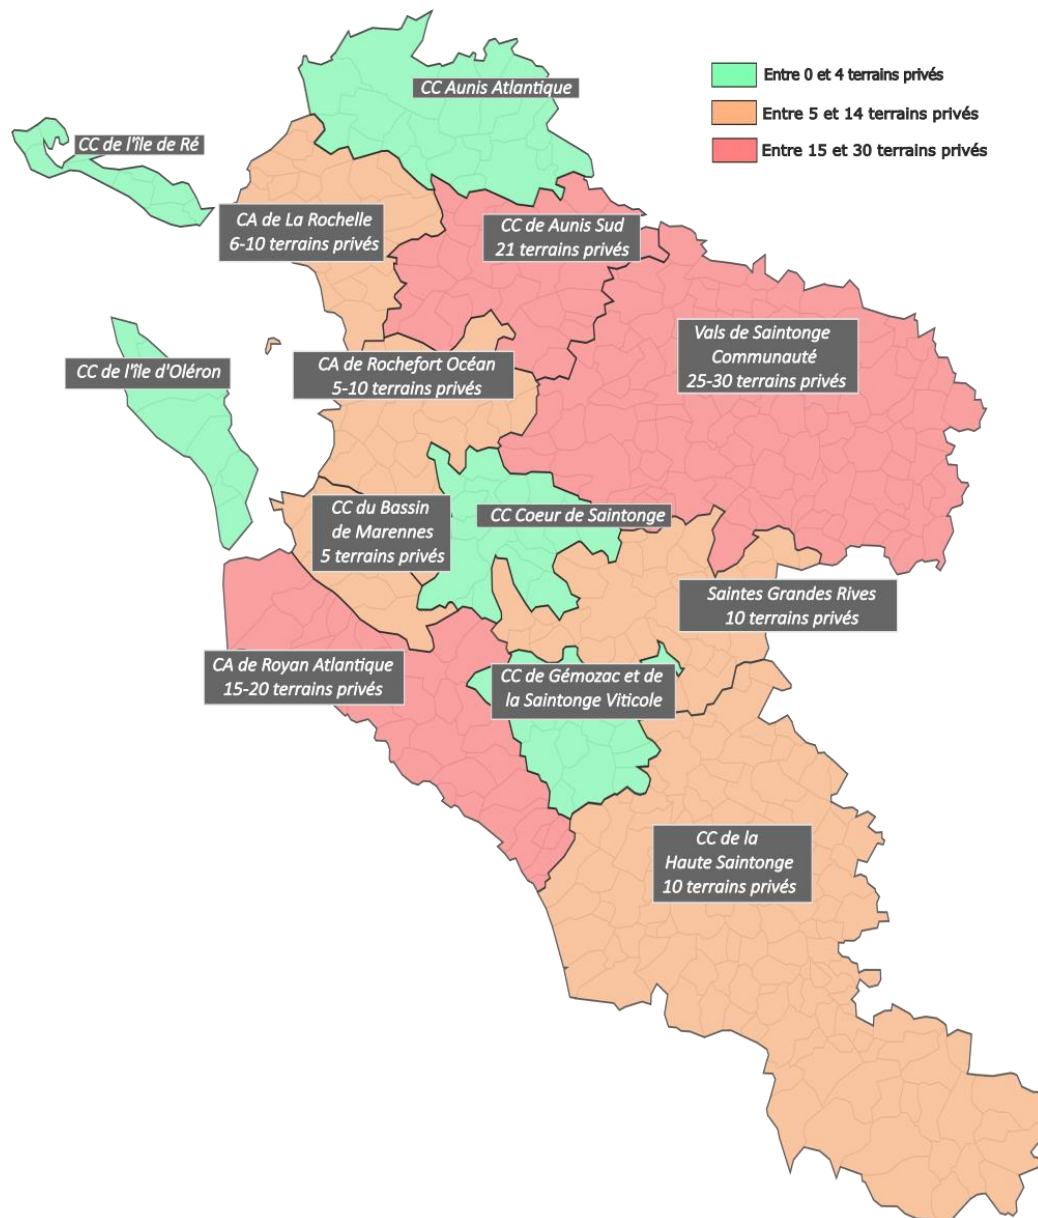 CC Aunis Atlantique
Entre 0 et 4 terrains privés
Entre 5 et 14 terrains privés
Entre 15 et 30 terrains privés
CC de l'île de Ré
CA de La Rochelle
6-10 terrains privés
CC de Aunis Sud
21 terrains privés
Vals de Saintonge
Communauté
25-30 terrains privés
CC de l'île d'Oléron
CA de Rochefort Océan
5-10 terrains privés
CC du Bassin
de Marennes
5 terrains privés
CC Coeur de Saintonge
Saintes Grandes Rives
10 terrains privés
CA de Royan Atlantique
15-20 terrains privés
CC de Gémozac et de
la Saintonge Viticole
CC de la
Haute Saintonge
10 terrains privés